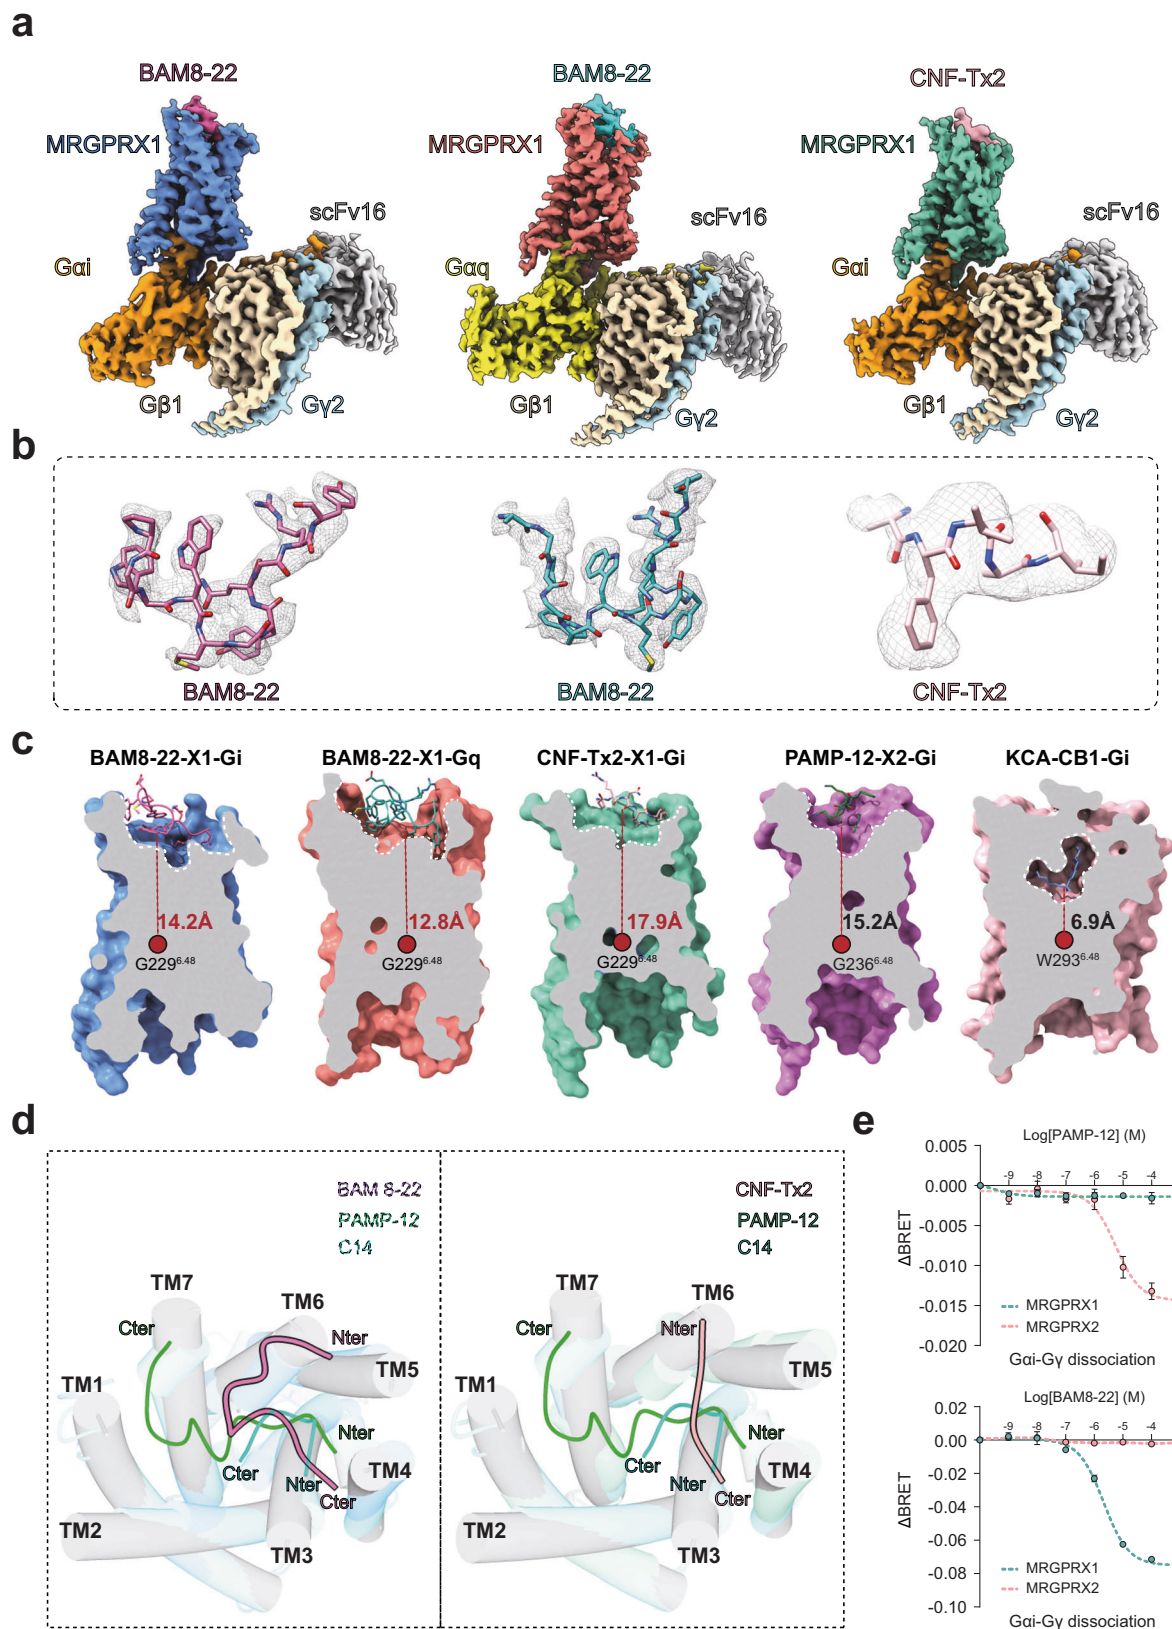 a
BAM8-22
BAM8-22
CNF-Tx2
MRGPRX1
MRGPRX1
MRGPRX1
scFv16
scFv16
scFv16
Gαi
Gαq
Gαi
Gβ1
Gγ2
Gβ1
Gγ2
Gβ1
Gγ2
b
BAM8-22
BAM8-22
CNF-Tx2
c
BAM8-22-X1-Gi
BAM8-22-X1-Gq
CNF-Tx2-X1-Gi
PAMP-12-X2-Gi
KCA-CB1-Gi
14.2Å
12.8Å
17.9Å
15.2Å
6.9Å
G229^6.48
G229^6.48
G229^6.48
G236^6.48
W293^6.48
d
BAM 8-22
PAMP-12
C14
TM7
TM6
Cter
Nter
TM5
TM1
Nter
Cter
Nter
TM4
Cter
TM2
TM3
CNF-Tx2
PAMP-12
C14
TM7
TM6
Cter
Nter
TM5
TM1
Nter
Cter
Nter
TM4
Cter
TM2
TM3
e
Log[PAMP-12] (M)
0.005
-9 -8 -7 -6 -5 -4
0.000
-0.005
-0.010
-0.015
-0.020
ΔBRET
MRGPRX1
MRGPRX2
Gαi-Gγ dissociation
Log[BAM8-22] (M)
0.02
-9 -8 -7 -6 -5 -4
0.00
-0.02
-0.04
-0.06
-0.08
-0.10
ΔBRET
MRGPRX1
MRGPRX2
Gαi-Gγ dissociation